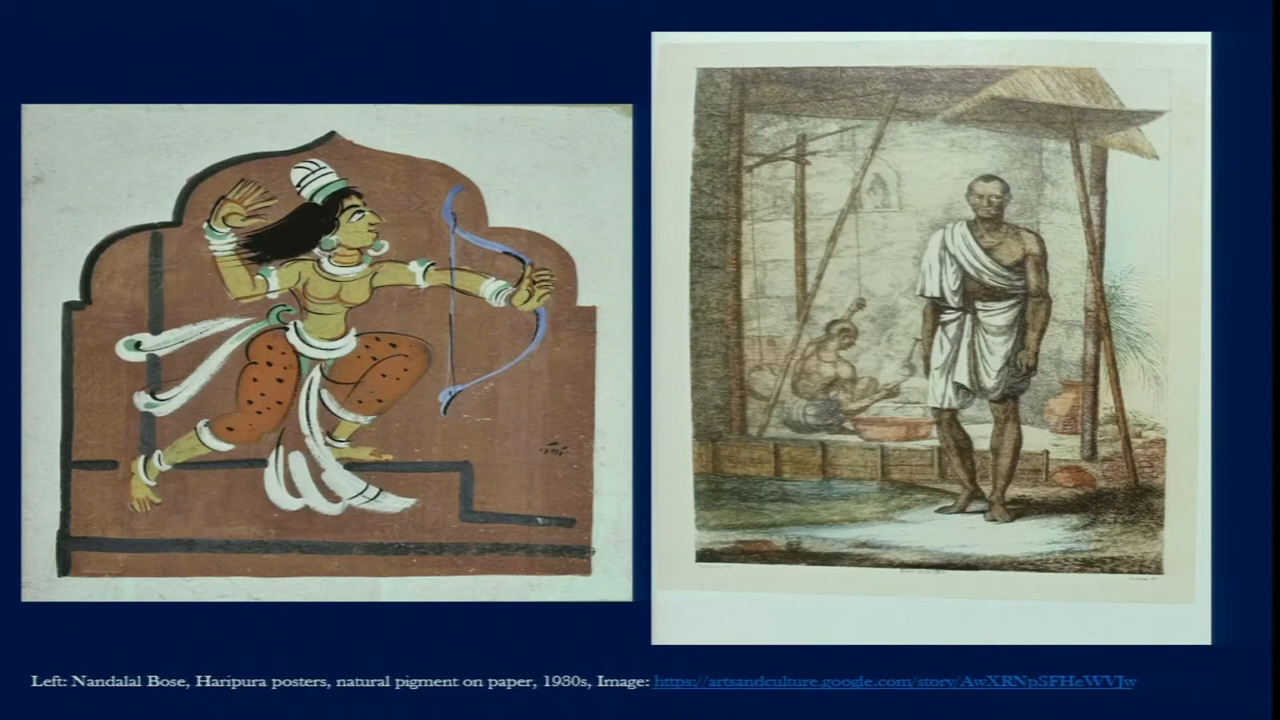 Left: Nandalal Bose, Haripura posters, natural pigment on paper, 1930s, Image: https://artsandculture.google.com/story/AwXRNpSFHeWVJw